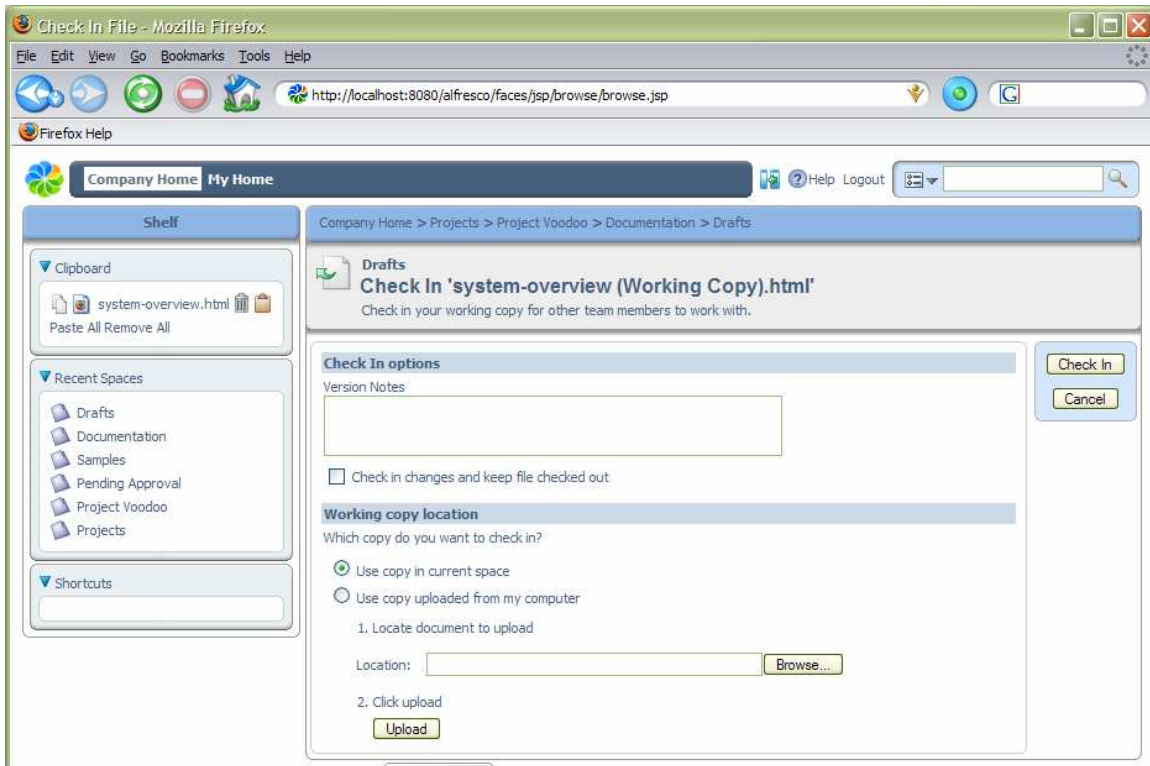 Check In File - Mozilla Firefox
File Edit View Go Bookmarks Tools Help
http://localhost:8080/alfresco/faces/jsp/browse/browse.jsp
G
Firefox Help
Company Home My Home
Help Logout
Shelf
Clipboard
system-overview.html
Paste All Remove All
Recent Spaces
Drafts
Documentation
Samples
Pending Approval
Project Voodoo
Projects
Shortcuts
Company Home > Projects > Project Voodoo > Documentation > Drafts
Drafts
Check In 'system-overview (Working Copy).html'
Check in your working copy for other team members to work with.
Check In options
Version Notes
Check in changes and keep file checked out
Working copy location
Which copy do you want to check in?
Use copy in current space
Use copy uploaded from my computer
1. Locate document to upload
Location:
Browse...
2. Click upload
Upload
Check In
Cancel